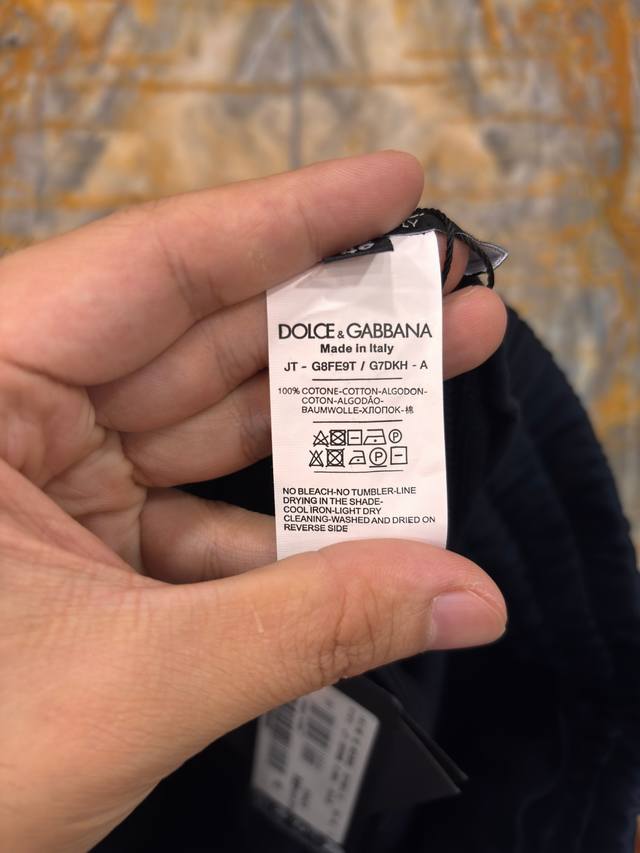 DOLCE & GABBANA
Made in Italy
JT - G8FE9T / G7DKH - A
100% COTONE-COTTON-ALGODON-
COTON-ALGODÃO-
BAUMWOLLE-ХЛОПОК-棉
NO BLEACH-NO TUMBLER-LINE
DRYING IN THE SHADE-
COOL IRON-LIGHT DRY
CLEANING-WASHED AND DRIED ON
REVERSE SIDE